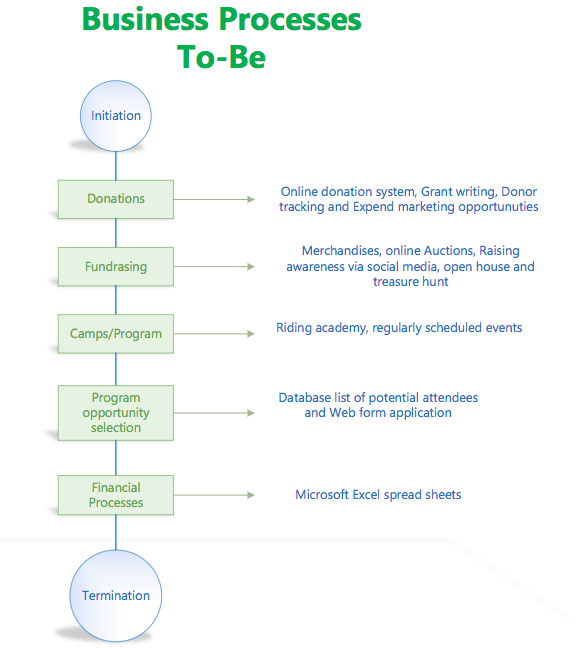 Business Processes
To-Be
Initiation
Donations
Online donation system, Grant writing, Donor
tracking and Expend marketing opportunuties
Fundrasing
Merchandises, online Auctions, Raising
awareness via social media, open house and
treasure hunt
Camps/Program
Riding academy, regularly scheduled events
Program
opportunity
selection
Database list of potential attendees
and Web form application
Financial
Processes
Microsoft Excel spread sheets
Termination